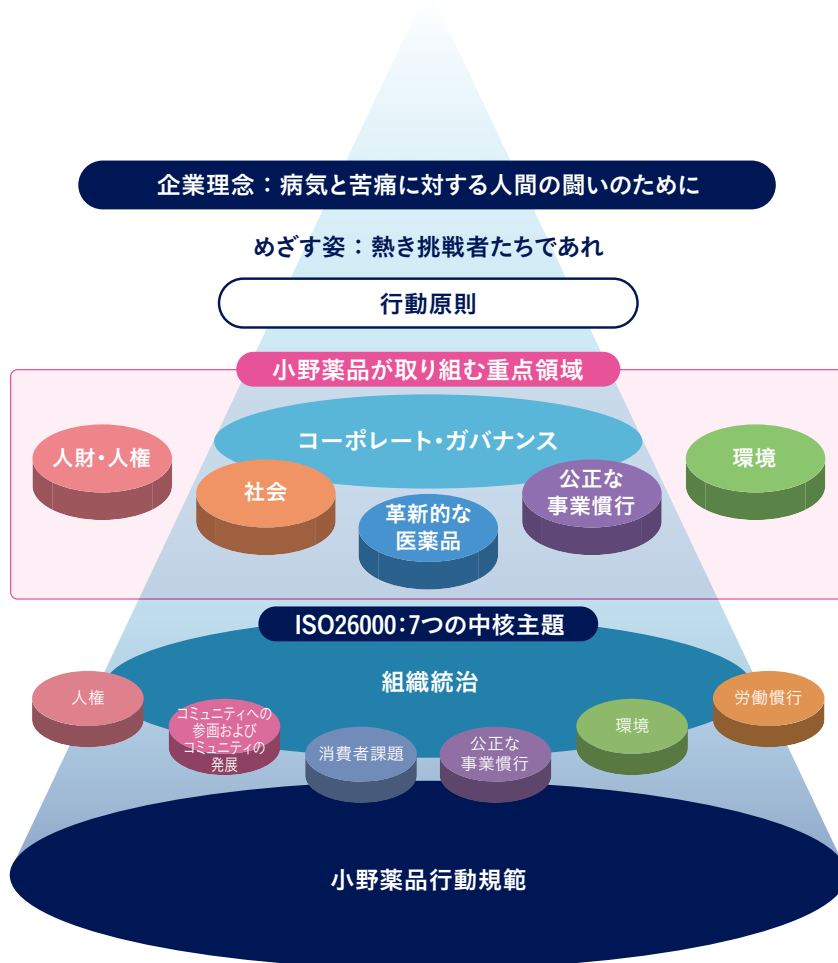 企業理念：病気と苦痛に対する人間の闘いのために
めざす姿：熱き挑戦者たちであれ
行動原則
小野薬品が取り組む重点領域
コーポレート・ガバナンス
人財・人権
社会
革新的な
医薬品
公正な
事業慣行
環境
ISO26000：7つの中核主題
組織統治
人権
コミュニティへの
参画および
コミュニティの
発展
消費者課題
公正な
事業慣行
環境
労働慣行
小野薬品行動規範